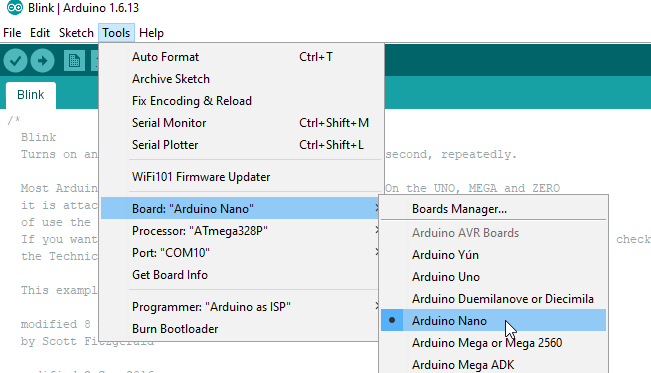 Blink | Arduino 1.6.13
File Edit Sketch Tools Help
Blink
Auto Format Ctrl+T
Archive Sketch
Fix Encoding & Reload
Serial Monitor Ctrl+Shift+M
Serial Plotter Ctrl+Shift+L
WiFi101 Firmware Updater
Board: "Arduino Nano"
Processor: "ATmega328P"
Port: "COM10"
Get Board Info
Programmer: "Arduino as ISP"
Burn Bootloader
Boards Manager...
Arduino AVR Boards
Arduino Yún
Arduino Uno
Arduino Duemilanove or Diecimila
Arduino Nano
Arduino Mega or Mega 2560
Arduino Mega ADK
/*
Blink
Turns on an second, repeatedly.
Most Arduin On the UNO, MEGA and ZERO
it is attac
of use the
If you want check
the Technic
This exampl
modified 8
by Scott Fitzgerald